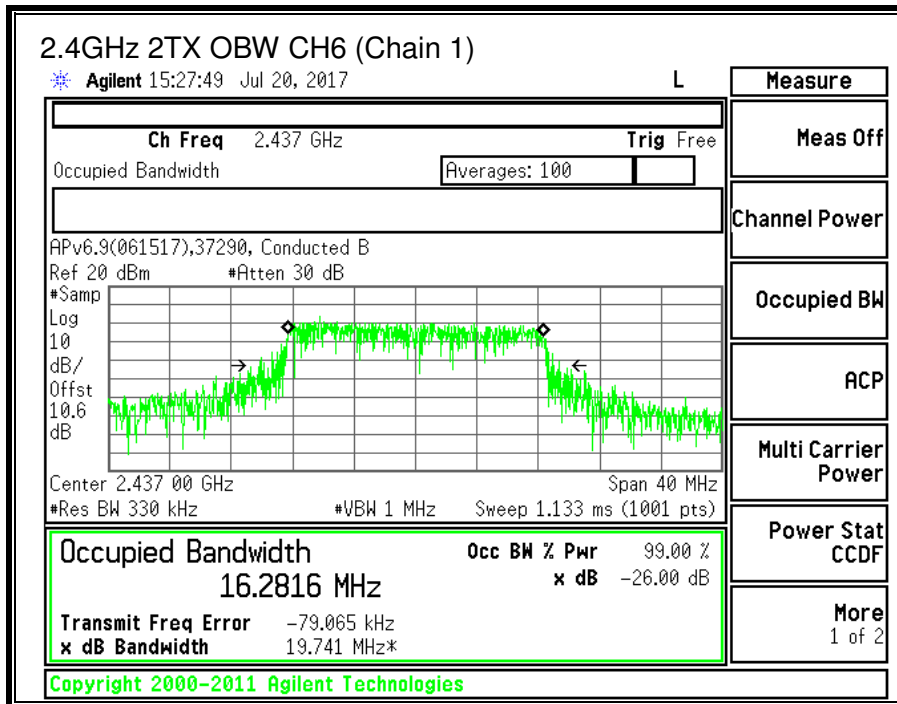 2.4GHz 2TX OBW CH6 (Chain 1)
Agilent 15:27:49 Jul 20, 2017 L
Measure
Ch Freq 2.437 GHz Trig Free
Meas Off
Occupied Bandwidth Averages: 100
Channel Power
APv6.9(061517),37290, Conducted B
Ref 20 dBm #Atten 30 dB
#Samp
Log
10
dB/
Offst
10.6
dB
Occupied BW
ACP
Multi Carrier
Power
Center 2.437 00 GHz Span 40 MHz
#Res BW 330 kHz #VBW 1 MHz Sweep 1.133 ms (1001 pts)
Power Stat
CCDF
Occupied Bandwidth Occ BW % Pwr 99.00 %
16.2816 MHz x dB -26.00 dB
Transmit Freq Error -79.065 kHz
x dB Bandwidth 19.741 MHz*
More
1 of 2
Copyright 2000-2011 Agilent Technologies